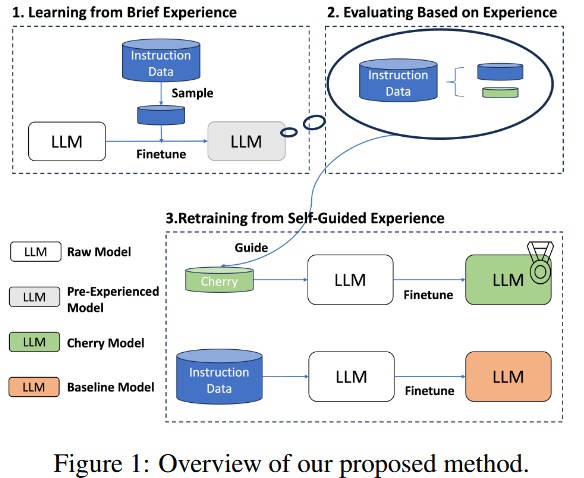 1. Learning from Brief Experience
2. Evaluating Based on Experience
Instruction
Data
Sample
LLM
Finetune
LLM
Instruction
Data
3.Retraining from Self-Guided Experience
Guide
Cherry
LLM
Finetune
LLM
Instruction
Data
LLM
Finetune
LLM
LLM
Raw Model
LLM
Pre-Experienced
Model
LLM
Cherry Model
LLM
Baseline Model
Figure 1: Overview of our proposed method.